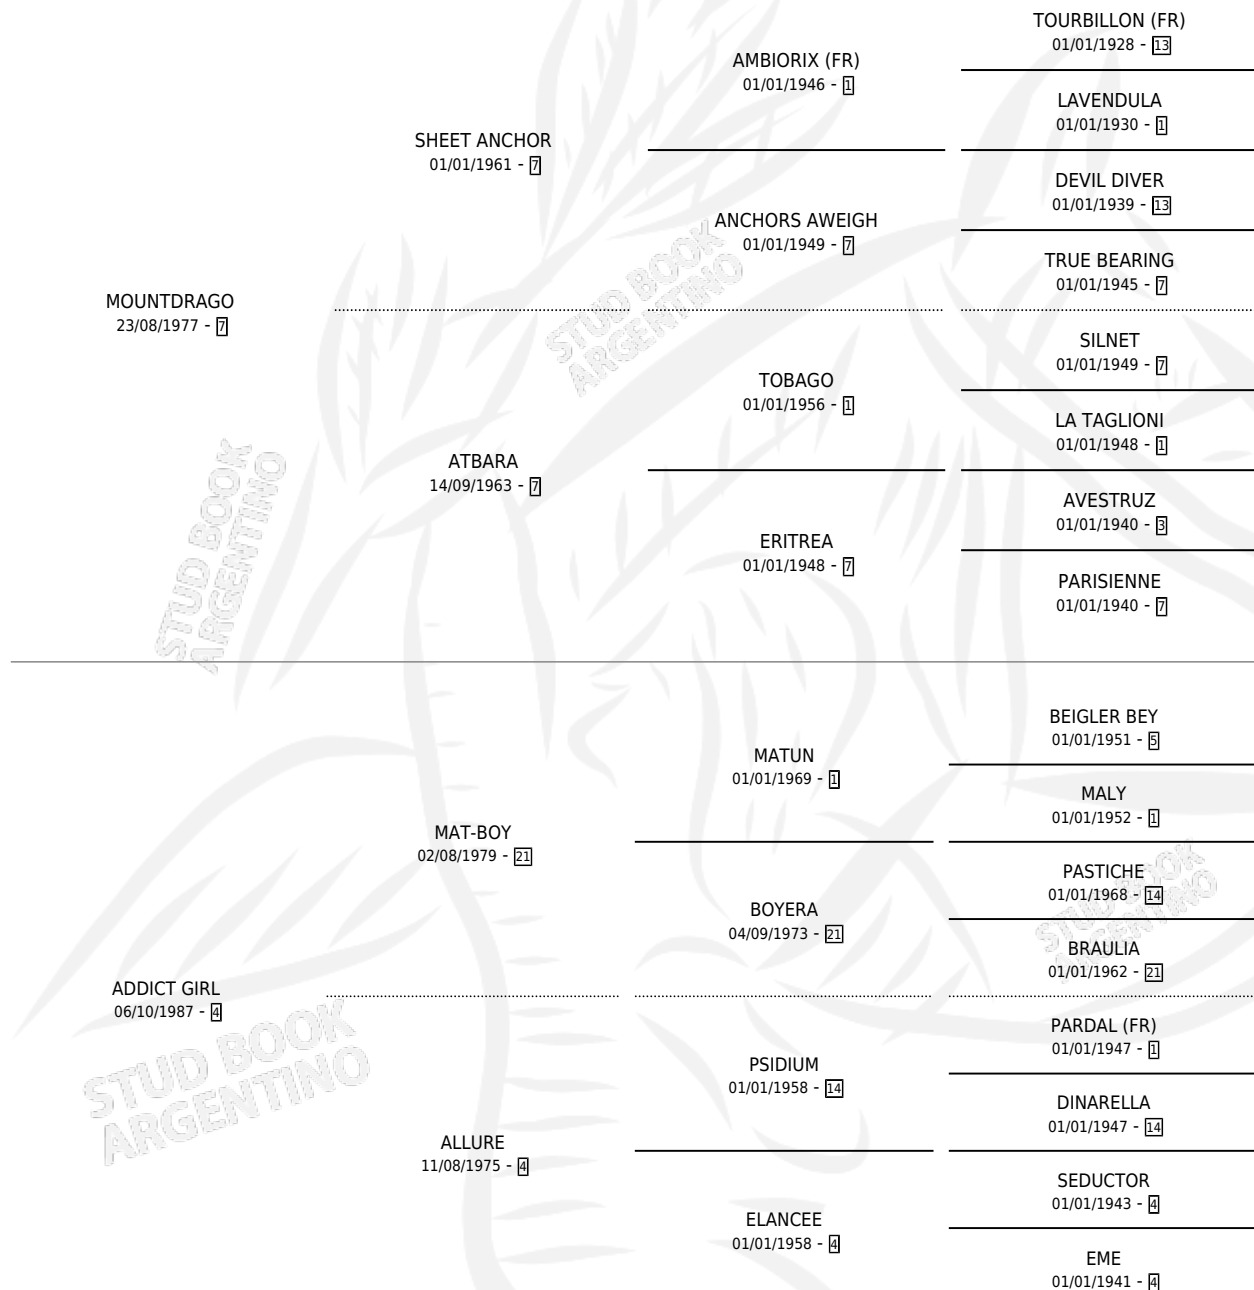 TOURBILLON (FR)
01/01/1928 - 13
AMBIORIX (FR)
01/01/1946 - 1
LAVENDULA
01/01/1930 - 1
SHEET ANCHOR
01/01/1961 - 7
DEVIL DIVER
01/01/1939 - 13
ANCHORS AWEIGH
01/01/1949 - 7
TRUE BEARING
01/01/1945 - 7
MOUNTDRAGO
23/08/1977 - 7
STUD BOOK
ARGENTINO
SILNET
01/01/1949 - 7
TOBAGO
01/01/1956 - 1
LA TAGLIONI
01/01/1948 - 1
ATBARA
14/09/1963 - 7
AVESTRUZ
01/01/1940 - 3
ERITREA
01/01/1948 - 7
PARISIENNE
01/01/1940 - 7
STUD BOOK
ARGENTINO
BEIGLER BEY
01/01/1951 - 5
MATUN
01/01/1969 - 1
MALY
01/01/1952 - 1
MAT-BOY
02/08/1979 - 21
PASTICHE
01/01/1968 - 14
BOYERA
04/09/1973 - 21
BRAULIA
01/01/1962 - 21
STUD BOOK
ARGENTINO
ADDICT GIRL
06/10/1987 - 4
PARDAL (FR)
01/01/1947 - 1
PSIDIUM
01/01/1958 - 14
DINARELLA
01/01/1947 - 14
STUD BOOK
ARGENTINO
ALLURE
11/08/1975 - 4
SEDUCTOR
01/01/1943 - 4
ELANCEE
01/01/1958 - 4
EME
01/01/1941 - 4